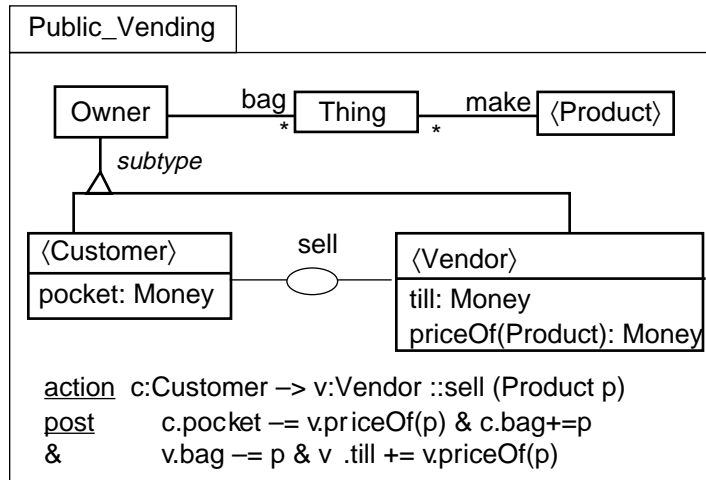 Public_Vending
Owner
bag
*
Thing
*
make
⟨Product⟩
subtype
⟨Customer⟩
pocket: Money
sell
⟨Vendor⟩
till: Money
priceOf(Product): Money
action c:Customer –> v:Vendor ::sell (Product p)
post c.pocket –= v.priceOf(p) & c.bag+=p
& v.bag –= p & v .till += v.priceOf(p)